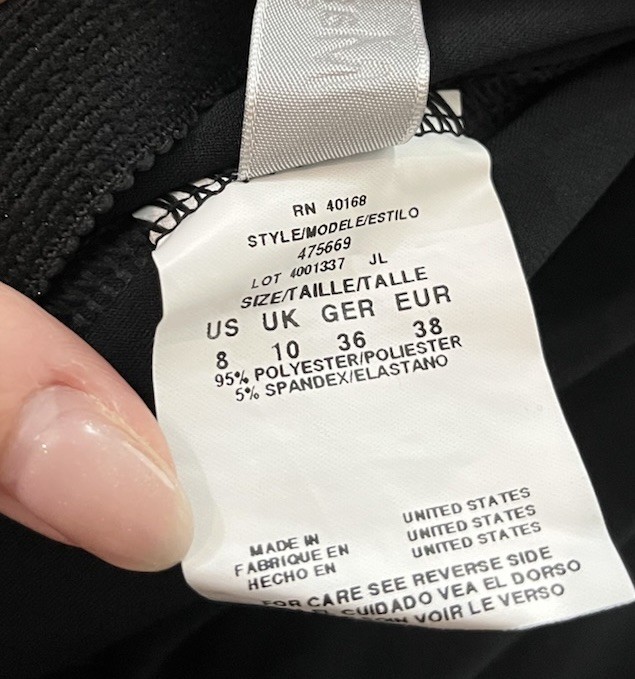 RN 40168
STYLE/MODELE/ESTILO
475669
LOT 4001337 JL
SIZE/TAILLE/TALLE
US UK GER EUR
8 10 36 38
95% POLYESTER/POLIESTER
5% SPANDEX/ELASTANO
MADE IN UNITED STATES
FABRIQUE EN UNITED STATES
HECHO EN UNITED STATES
FOR CARE SEE REVERSE SIDE
CUIDADO VEA EL DORSO
VOIR LE VERSO